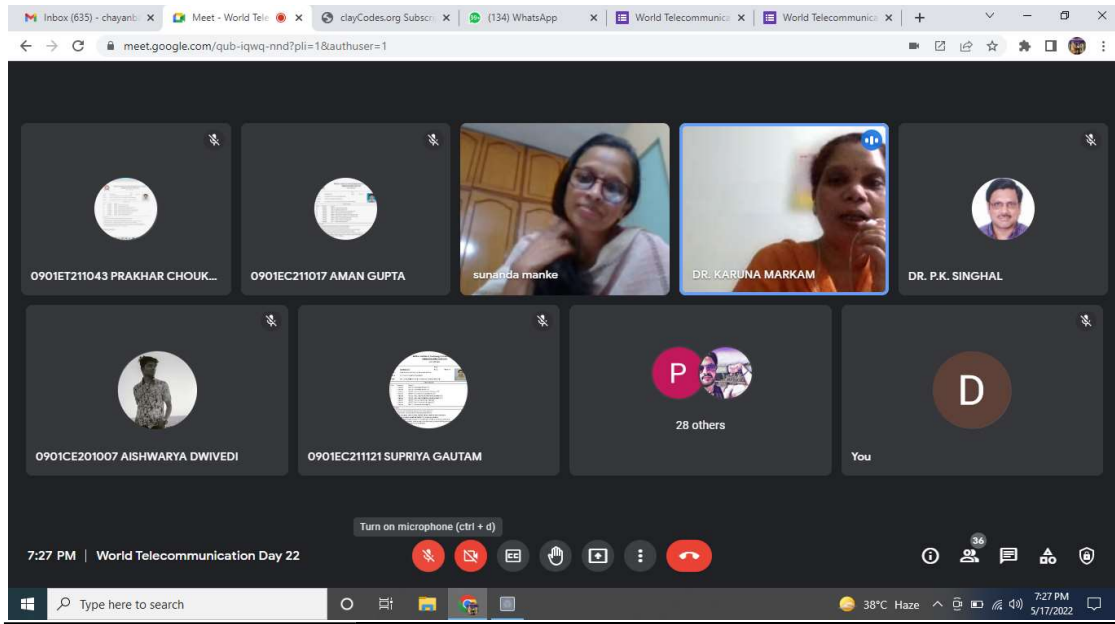 Inbox (635) - chayanb
Meet - World Tele
clayCodes.org Subscri
(134) WhatsApp
World Telecommunica
World Telecommunica
meet.google.com/qub-iqwq-nnd?pli=1&authuser=1
0901ET211043 PRAKHAR CHOUK...
0901EC211017 AMAN GUPTA
sunanda manke
DR. KARUNA MARKAM
DR. P.K. SINGHAL
P
D
28 others
0901CE201007 AISHWARYA DWIVEDI
0901EC211121 SUPRIYA GAUTAM
You
Turn on microphone (ctrl + d)
7:27 PM | World Telecommunication Day 22
CC
36
Type here to search
38°C Haze
7:27 PM
5/17/2022